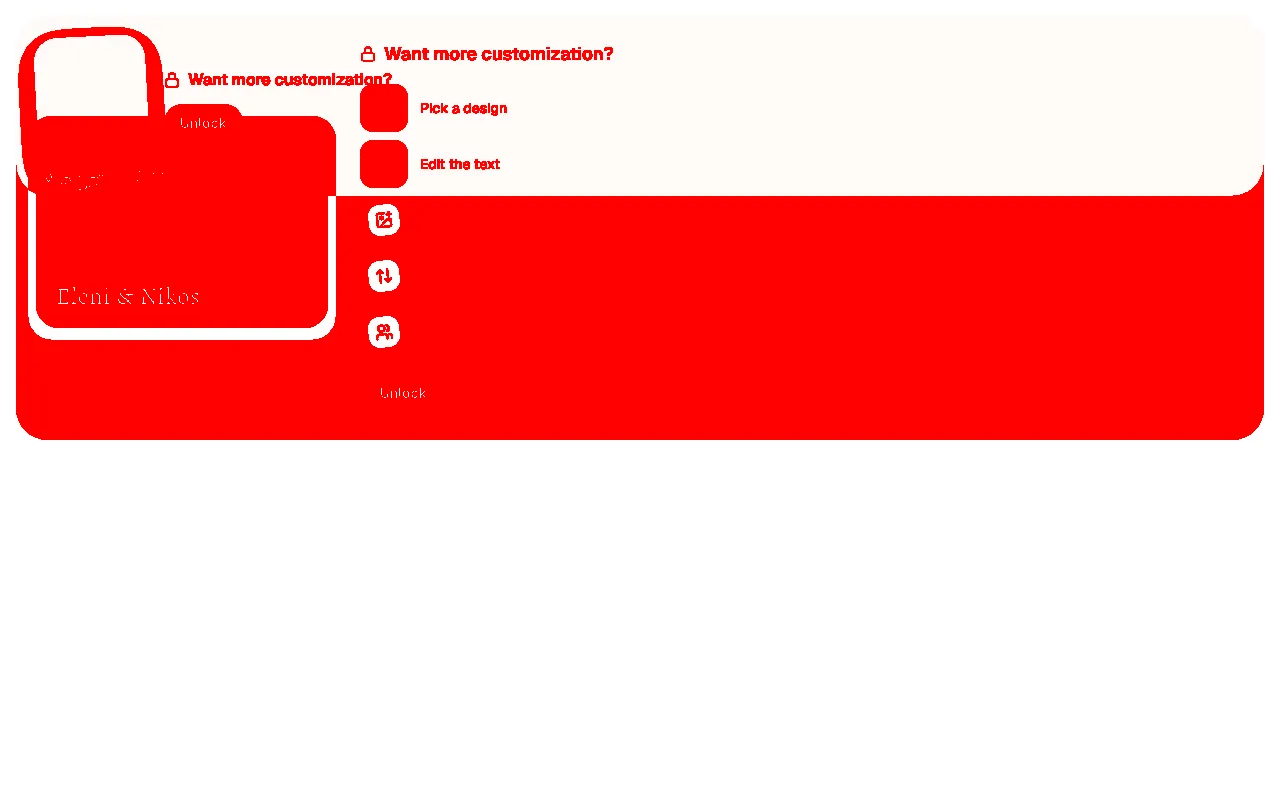 Want more customization?
Want more customization?
Pick a design
Unlock
Edit the text
Eleni & Nikos
Unlock